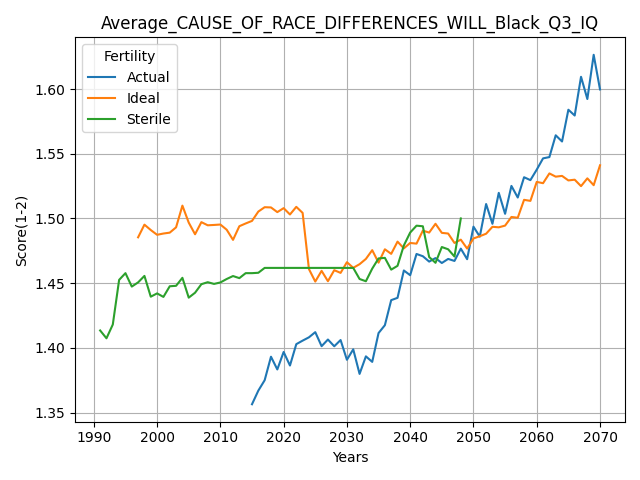 Average_CAUSE_OF_RACE_DIFFERENCES_WILL_Black_Q3_IQ
Fertility
Actual
Ideal
Sterile
Score(1-2)
1.60
1.55
1.50
1.45
1.40
1.35
1990 2000 2010 2020 2030 2040 2050 2060 2070
Years